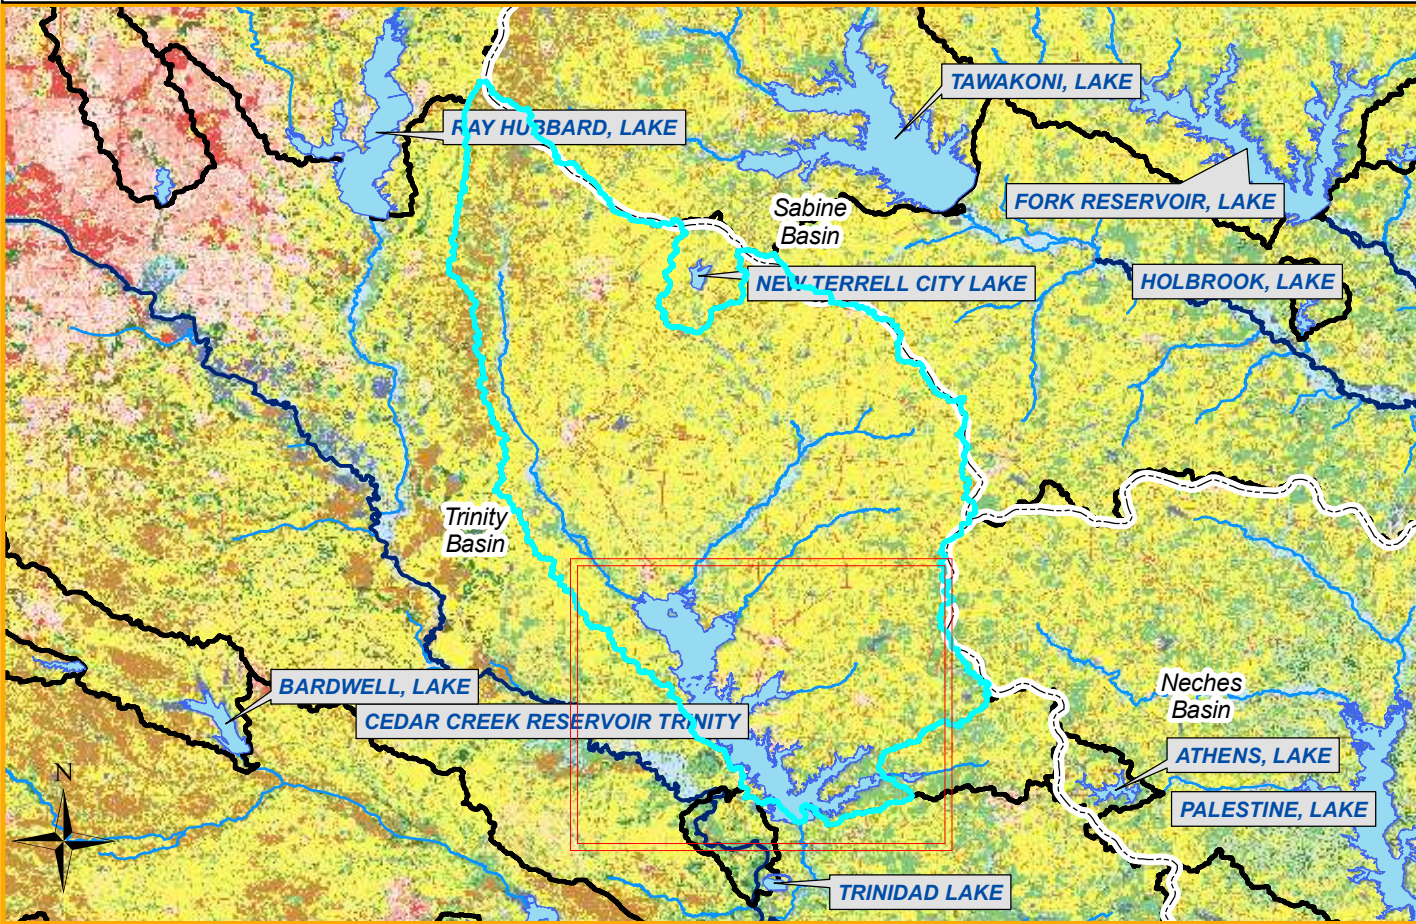 TAWAKONI, LAKE
RAY HUBBARD, LAKE
FORK RESERVOIR, LAKE
Sabine
Basin
NEW TERRELL CITY LAKE
HOLBROOK, LAKE
Trinity
Basin
BARDWELL, LAKE
CEDAR CREEK RESERVOIR TRINITY
Neches
Basin
ATHENS, LAKE
N
PALESTINE, LAKE
TRINIDAD LAKE